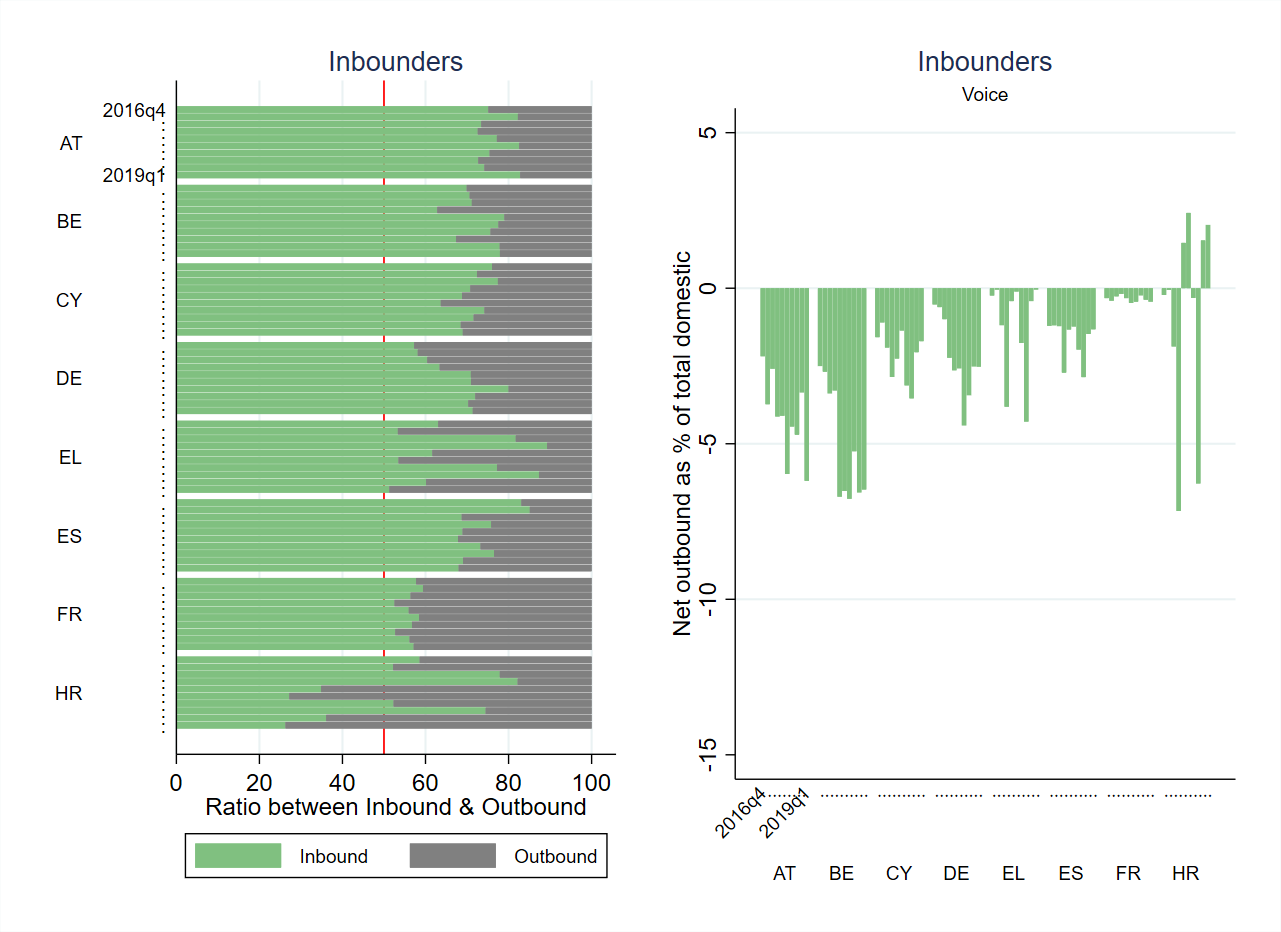 Inbounders
2016q4
AT
2019q1
BE
CY
DE
EL
ES
FR
HR
0 20 40 60 80 100
Ratio between Inbound & Outbound
Inbound Outbound
Inbounders
Voice
5
0
-5
-10
-15
Net outbound as % of total domestic
2016q4
2019q1
AT BE CY DE EL ES FR HR